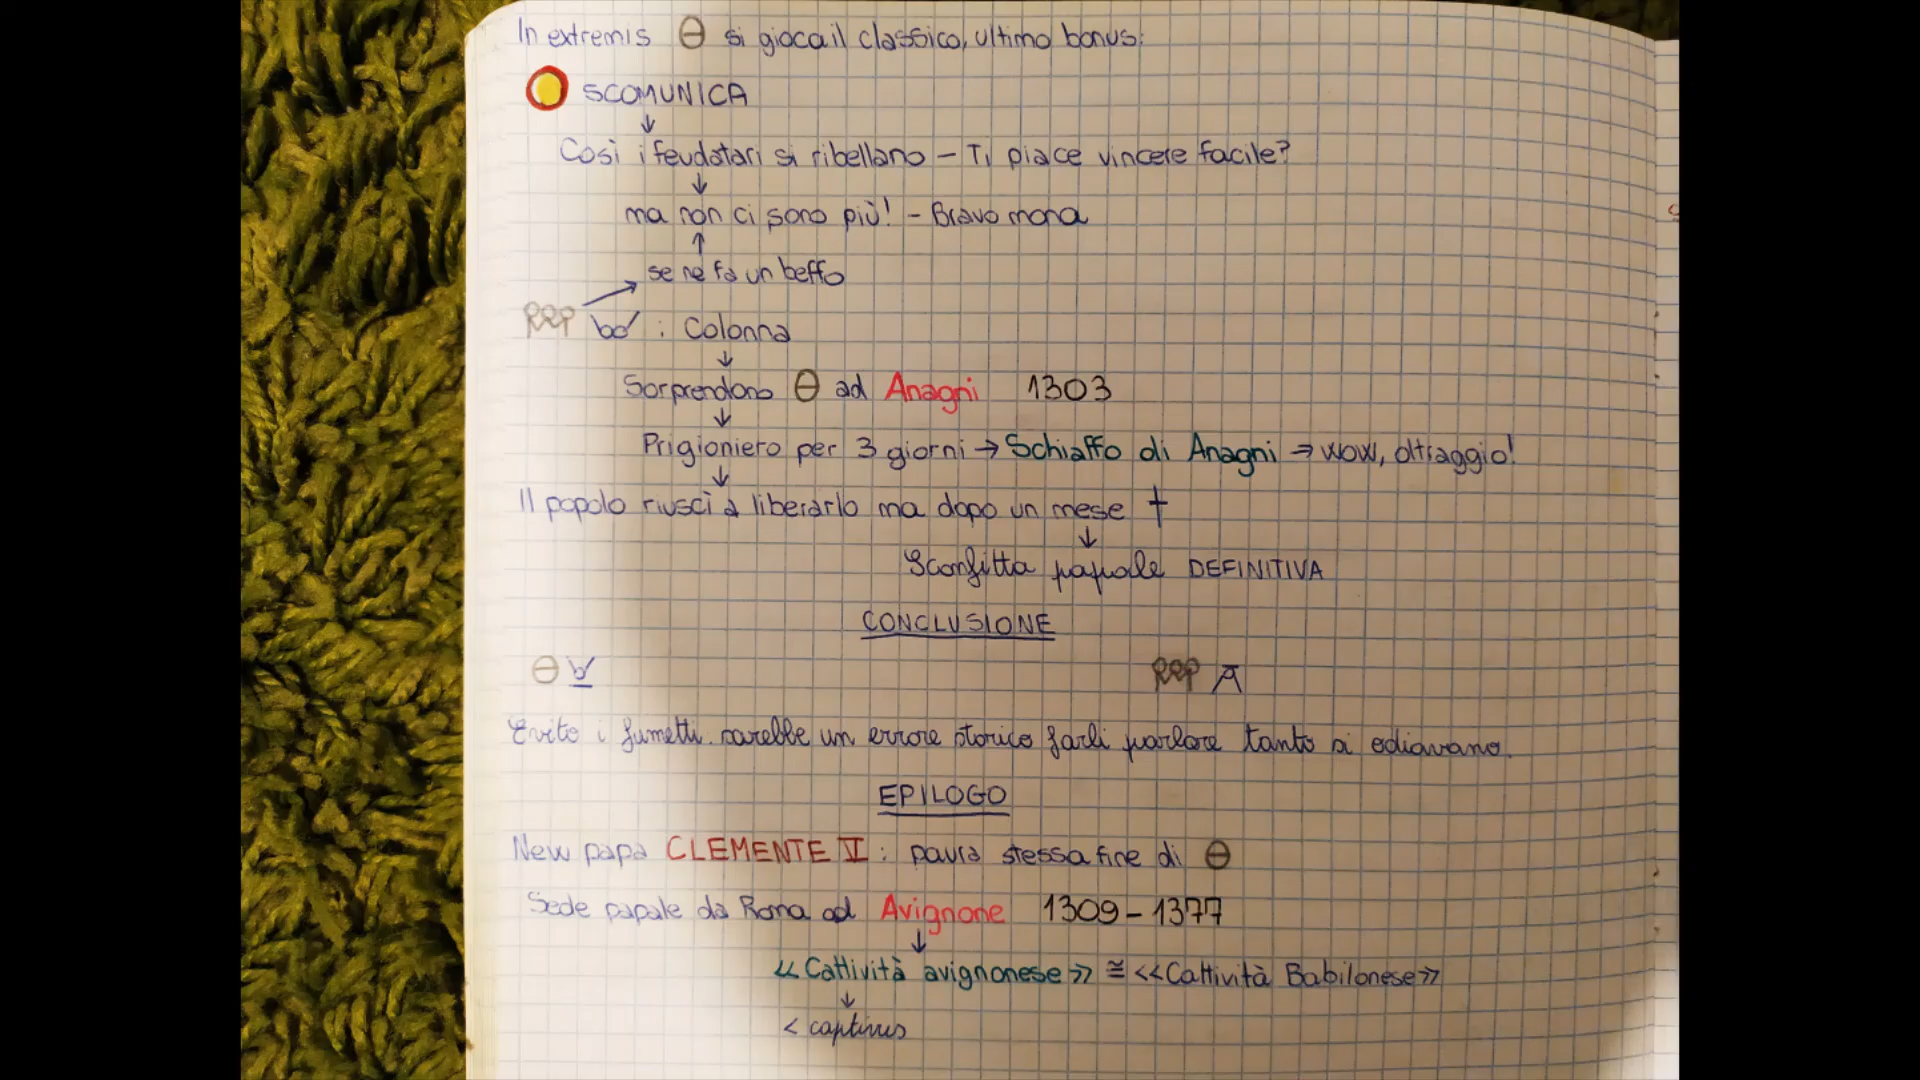 In extremis Θ si gioca il classico, ultimo bonus:
SCOMUNICA
↓
Così i feudatari si ribellano – Ti piace vincere facile?
↓
ma non ci sono più! – Bravo mona
↑
se ne fa un beffo
: Colonna
↓
Sorprendono Θ ad Anagni 1303
↓
Prigioniero per 3 giorni → Schiaffo di Anagni → wow, oltraggio!
↓
Il popolo riuscì a liberarlo ma dopo un mese †
↓
Sconfitta papale DEFINITIVA
CONCLUSIONE
Θ
Evito i fumetti. sarebbe un errore storico farli parlare tanto si odiavano.
EPILOGO
New papa CLEMENTE V: paura stessa fine di Θ
Sede papale da Roma ad Avignone 1309 – 1377
↓
<<Cattività avignonese>> ≅ <<Cattività Babilonese>>
↓
< captivus